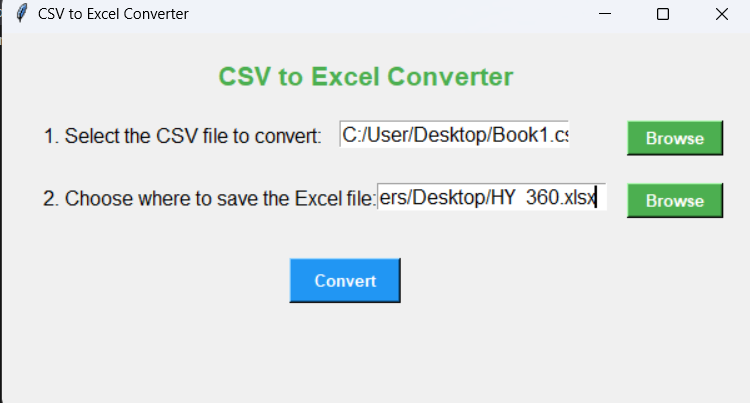 CSV to Excel Converter
CSV to Excel Converter
1. Select the CSV file to convert: C:/User/Desktop/Book1.cs Browse
2. Choose where to save the Excel file: ers/Desktop/HY 360.xlsx Browse
Convert